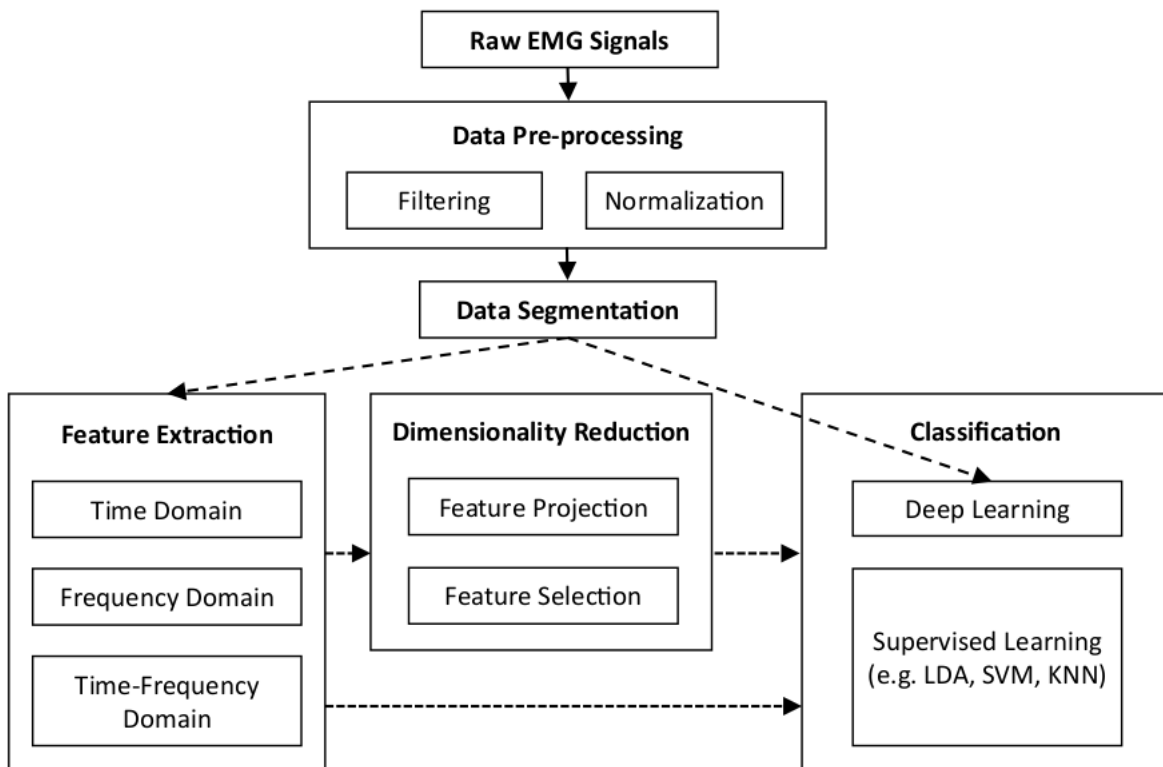 Raw EMG Signals
Data Pre-processing
Filtering
Normalization
Data Segmentation
Feature Extraction
Time Domain
Frequency Domain
Time-Frequency
Domain
Dimensionality Reduction
Feature Projection
Feature Selection
Classification
Deep Learning
Supervised Learning
(e.g. LDA, SVM, KNN)